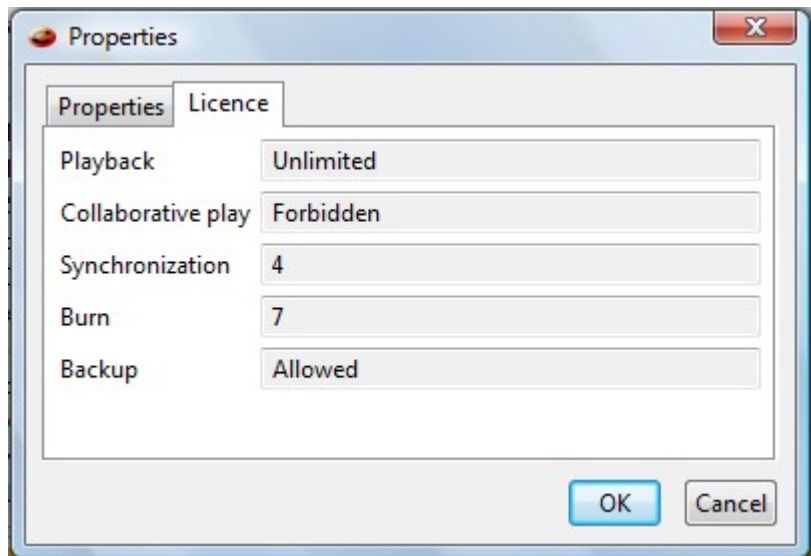 Properties
Properties Licence
Playback Unlimited
Collaborative play Forbidden
Synchronization 4
Burn 7
Backup Allowed
OK Cancel